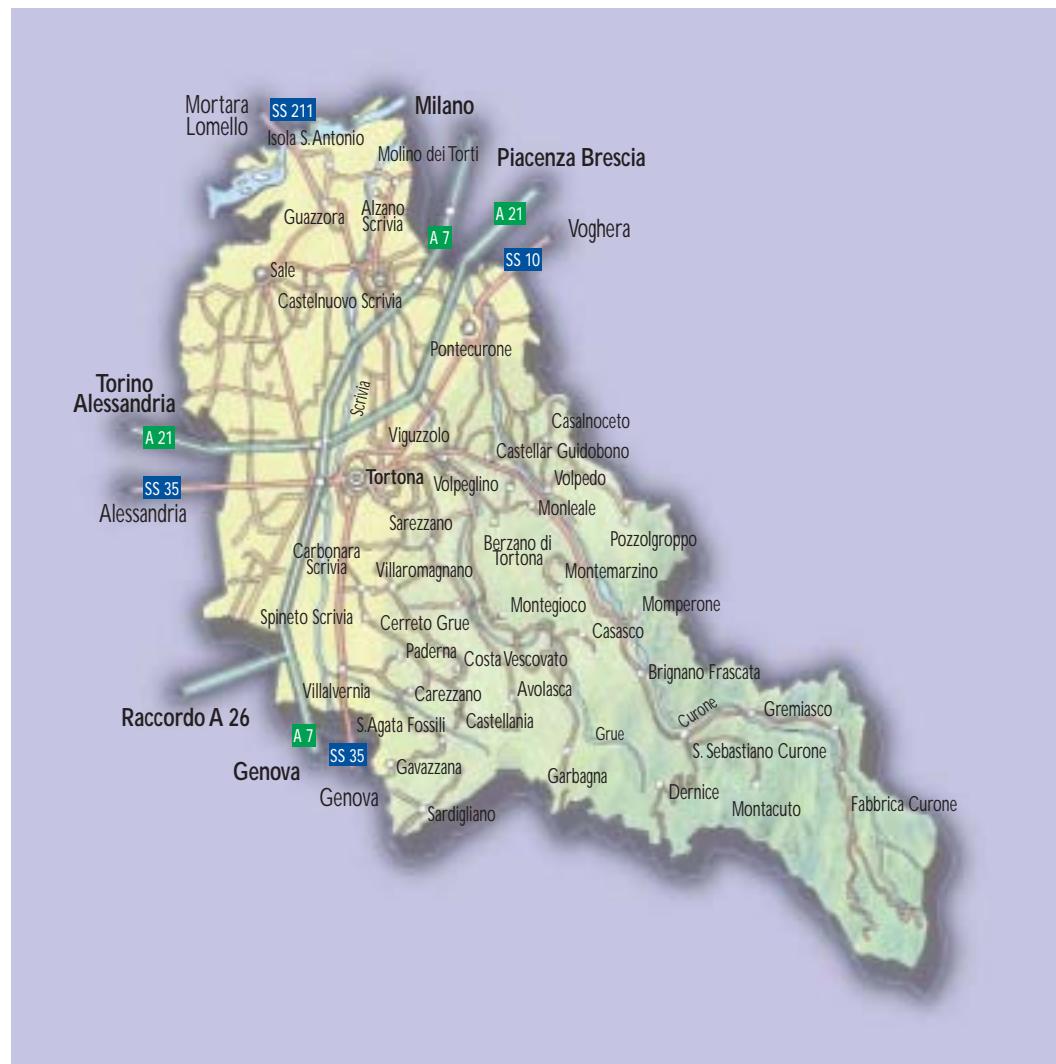 Mortara
Lomello
SS 211
Milano
Isola S. Antonio
Molino dei Torti
Piacenza Brescia
Guazzora
Alzano
Scrivia
A 21
A 7
Voghera
SS 10
Sale
Castelnuovo Scrivia
Pontecurone
Torino
Alessandria
Scrivia
A 21
Viguzzolo
Casalnoceto
Castellar Guidobono
Tortona
Volpeglino
Volpedo
SS 35
Alessandria
Monleale
Sarezzano
Carbonara
Scrivia
Berzano di
Tortona
Pozzolgroppo
Villaromagnano
Montemarzino
Spineto Scrivia
Cerreto Grue
Montegioco
Momperone
Casasco
Paderna
Costa Vescovato
Brignano Frascata
Villalvernia
Carezzano
Avolasca
Raccordo A 26
S.Agata Fossili
Castellania
Curone
Gremiasco
A 7
Grue
S. Sebastiano Curone
SS 35
Genova
Gavazzana
Garbagna
Genova
Sardigliano
Dernice
Montacuto
Fabbrica Curone